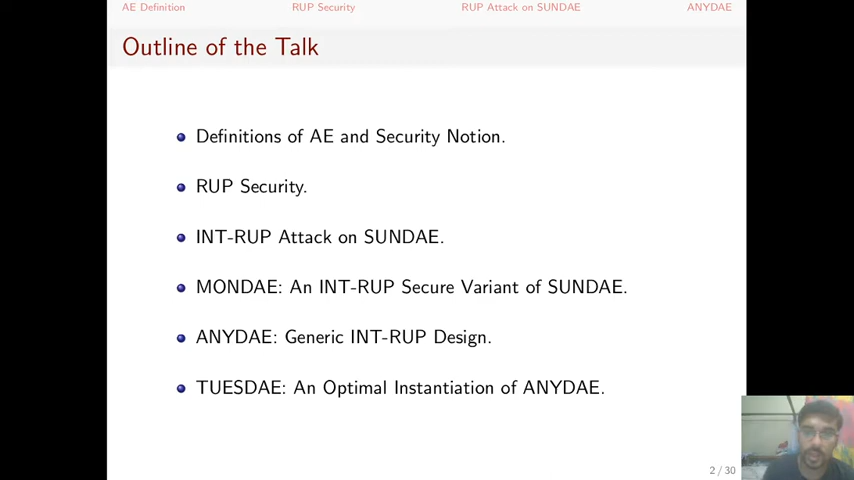 AE Definition RUP Security RUP Attack on SUNDAE ANYDAE
Outline of the Talk
Definitions of AE and Security Notion.
RUP Security.
INT-RUP Attack on SUNDAE.
MONDAE: An INT-RUP Secure Variant of SUNDAE.
ANYDAE: Generic INT-RUP Design.
TUESDAE: An Optimal Instantiation of ANYDAE.
2 / 30